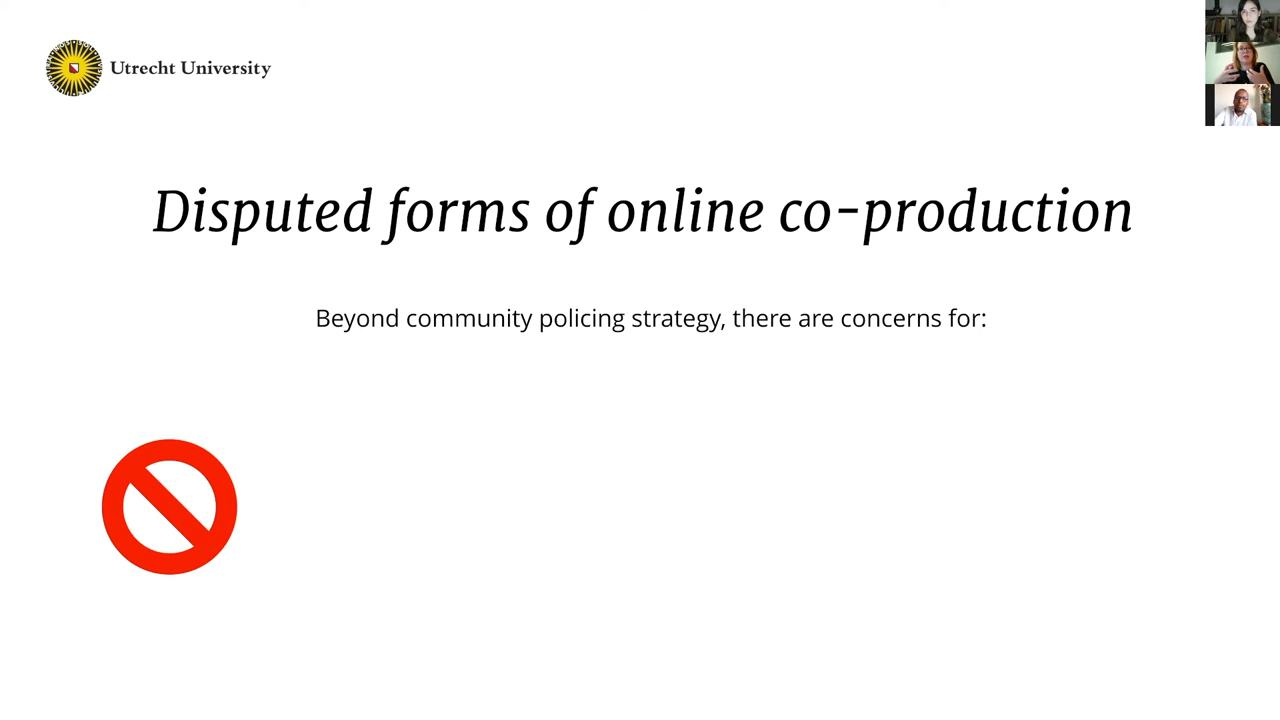 Utrecht University
Disputed forms of online co-production
Beyond community policing strategy, there are concerns for: